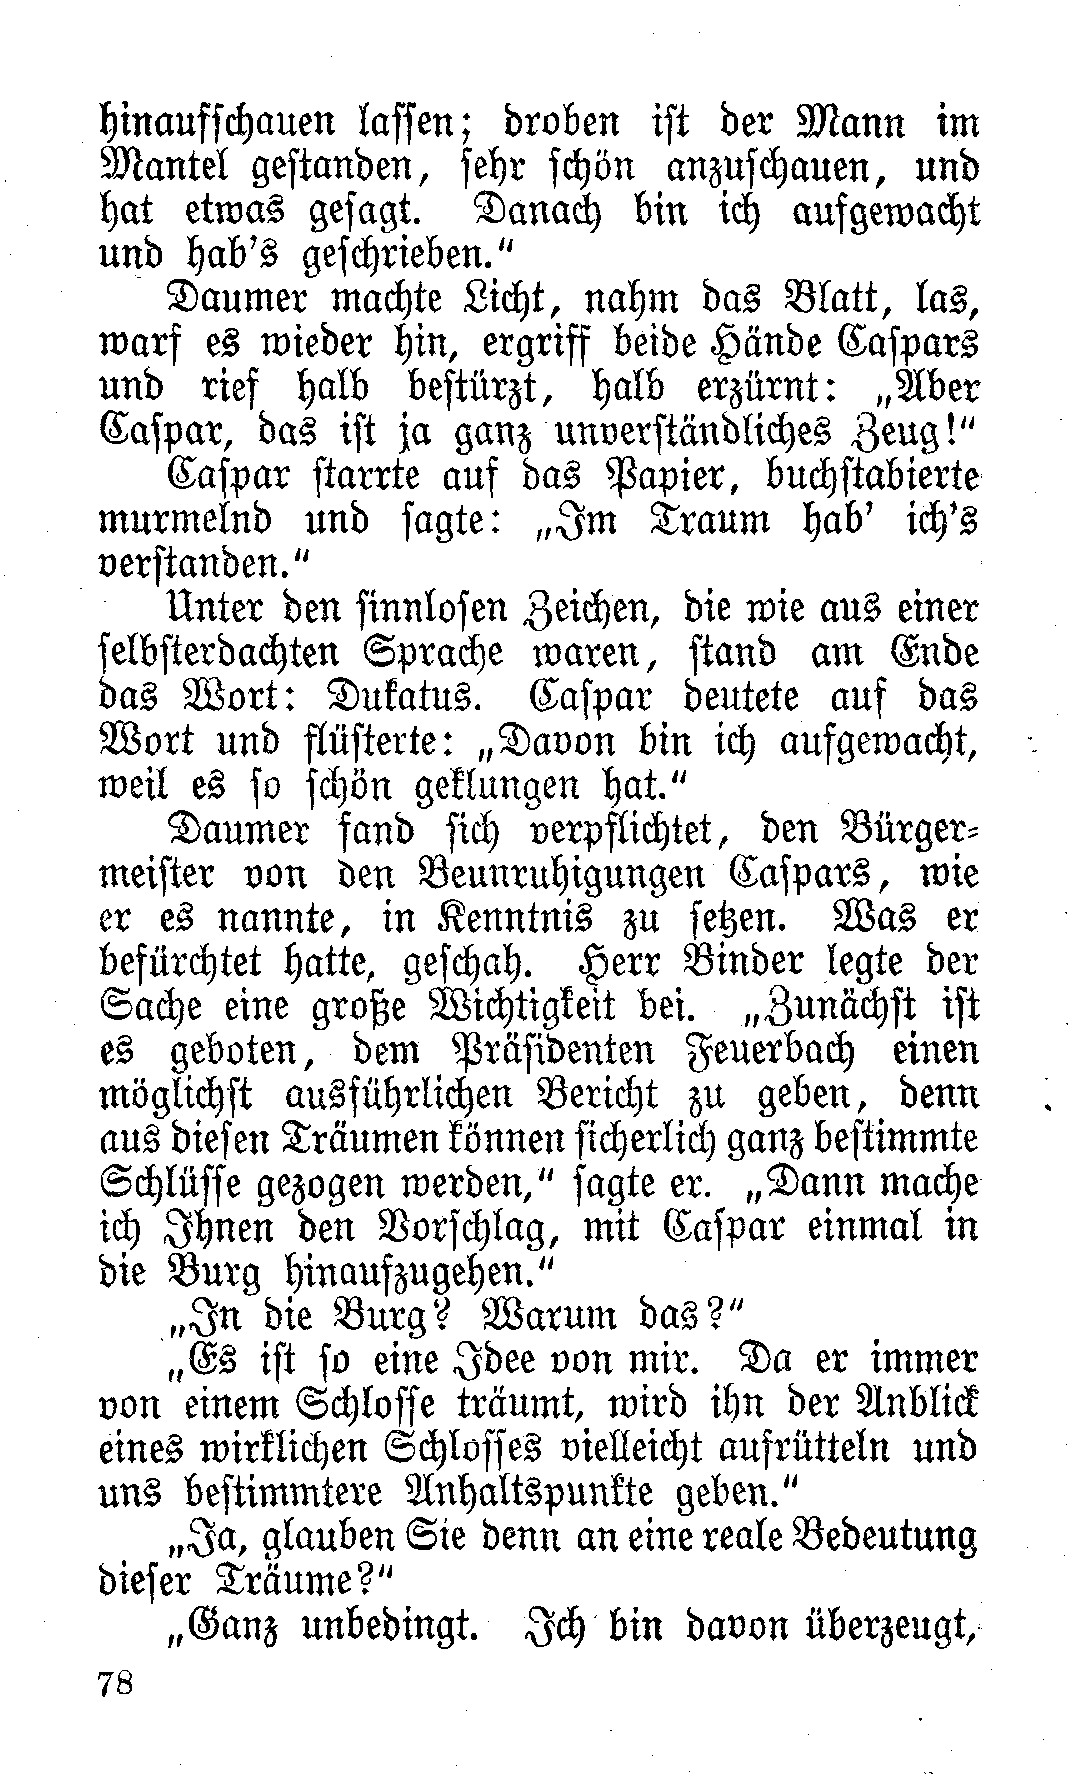 hinaufschauen lassen; droben ist der Mann im
Mantel gestanden, sehr schön anzuschauen, und
hat etwas gesagt. Danach bin ich aufgewacht
und hab's geschrieben.“
Daumer machte Licht, nahm das Blatt, las,
warf es wieder hin, ergriff beide Hände Caspars
und rief halb bestürzt, halb erzürnt: „Aber
Caspar, das ist ja ganz unverständliches Zeug!“
Caspar starrte auf das Papier, buchstabierte
murmelnd und sagte: „Im Traum hab' ich's
verstanden.“
Unter den sinnlosen Zeichen, die wie aus einer
selbsterdachten Sprache waren, stand am Ende
das Wort: Dukatus. Caspar deutete auf das
Wort und flüsterte: „Davon bin ich aufgewacht,
weil es so schön geklungen hat.“
Daumer fand sich verpflichtet, den Bürger-
meister von den Beunruhigungen Caspars, wie
er es nannte, in Kenntnis zu setzen. Was er
befürchtet hatte, geschah. Herr Binder legte der
Sache eine große Wichtigkeit bei. „Zunächst ist
es geboten, dem Präsidenten Feuerbach einen
möglichst ausführlichen Bericht zu geben, denn
aus diesen Träumen können sicherlich ganz bestimmte
Schlüsse gezogen werden,“ sagte er. „Dann mache
ich Ihnen den Vorschlag, mit Caspar einmal in
die Burg hinaufzugehen.“
„In die Burg? Warum das?“
„Es ist so eine Idee von mir. Da er immer
von einem Schlosse träumt, wird ihn der Anblick
eines wirklichen Schlosses vielleicht aufrütteln und
uns bestimmtere Anhaltspunkte geben.“
„Ja, glauben Sie denn an eine reale Bedeutung
dieser Träume?“
„Ganz unbedingt. Ich bin davon überzeugt,
78